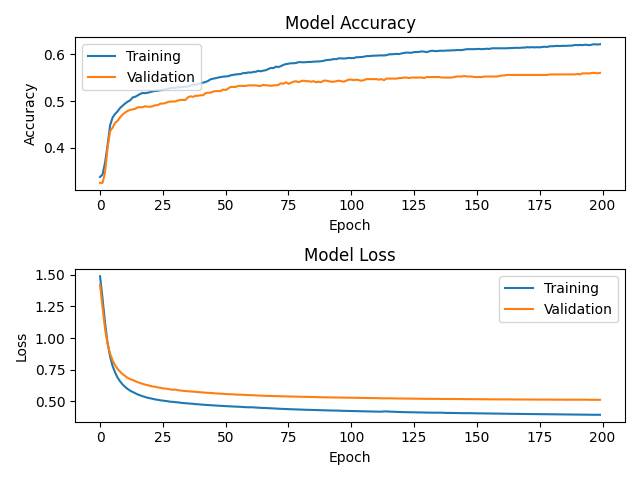 Model Accuracy
0.6
0.5
0.4
Accuracy
Training
Validation
0 25 50 75 100 125 150 175 200
Epoch
Model Loss
1.50
1.25
1.00
0.75
0.50
Loss
Training
Validation
0 25 50 75 100 125 150 175 200
Epoch